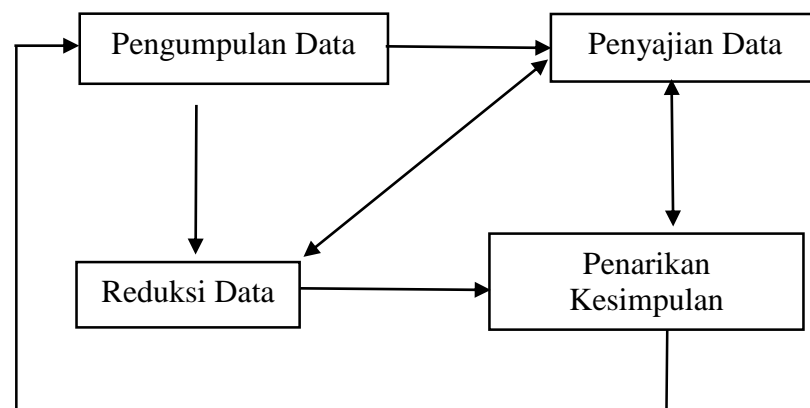 Pengumpulan Data
Penyajian Data
Reduksi Data
Penarikan
Kesimpulan